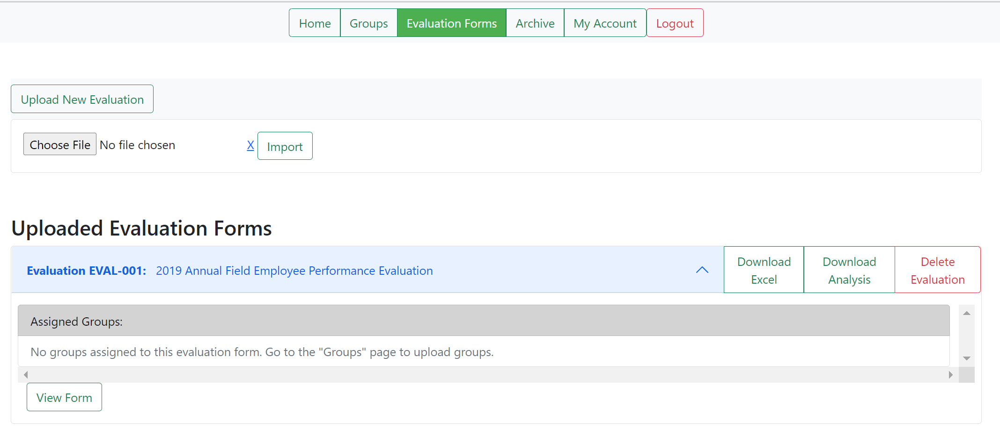 Home Groups Evaluation Forms Archive My Account Logout
Upload New Evaluation
Choose File No file chosen X Import
Uploaded Evaluation Forms
Evaluation EVAL-001: 2019 Annual Field Employee Performance Evaluation
Download
Excel
Download
Analysis
Delete
Evaluation
Assigned Groups:
No groups assigned to this evaluation form. Go to the "Groups" page to upload groups.
View Form